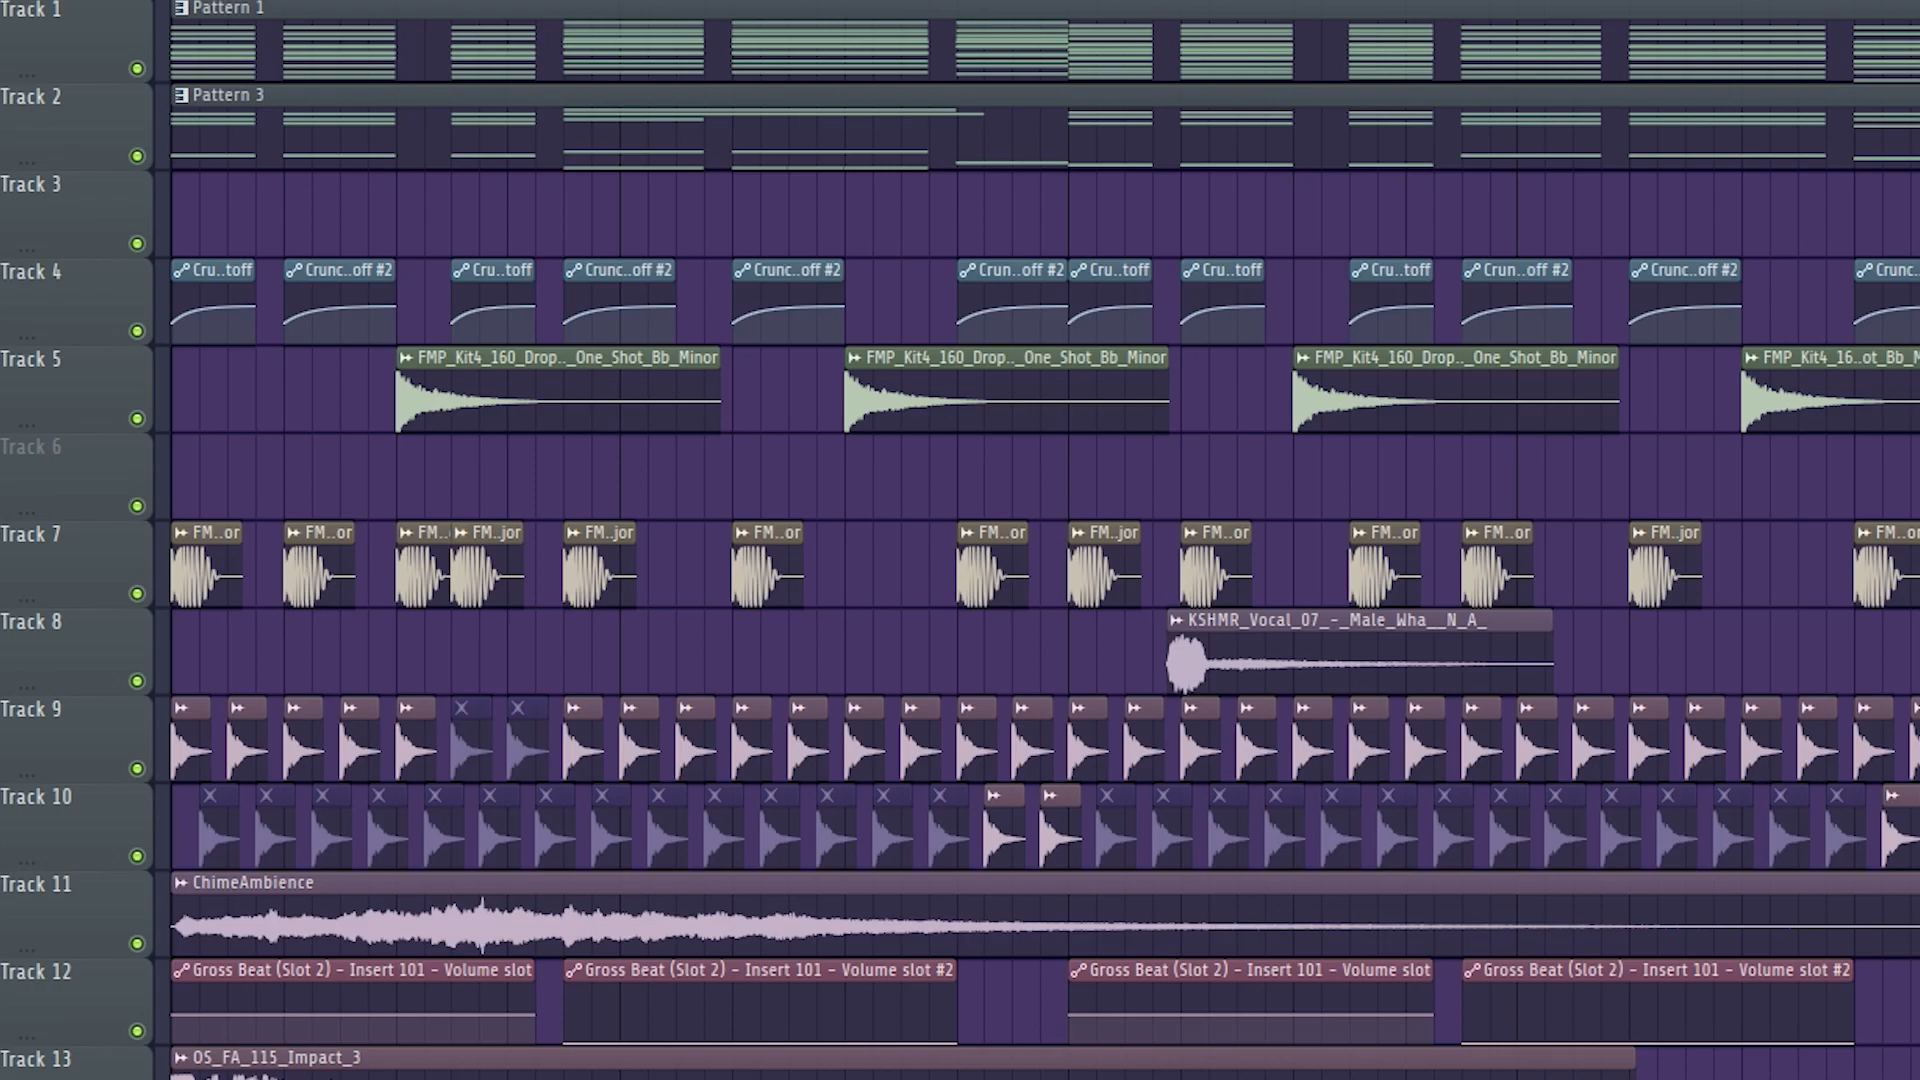 Track 1
Pattern 1
Track 2
Pattern 3
Track 3
Track 4
Cru..toff Crunc..off #2 Cru..toff Crunc..off #2 Crunc..off #2 Crun..off #2 Cru..toff Cru..toff Cru..toff Crun..off #2 Crunc..off #2 Crunc.
Track 5
FMP_Kit4_160_Drop.._One_Shot_Bb_Minor FMP_Kit4_160_Drop.._One_Shot_Bb_Minor FMP_Kit4_160_Drop.._One_Shot_Bb_Minor FMP_Kit4_16..ot_Bb_M
Track 6
Track 7
FM..or FM..or FM.. FM..jor FM..jor FM..or FM..or FM..jor FM..or FM..or FM..or FM..jor FM..or
Track 8
KSHMR_Vocal_07_-_Male_Wha__N_A_
Track 9
Track 10
Track 11
ChimeAmbience
Track 12
Gross Beat (Slot 2) - Insert 101 - Volume slot Gross Beat (Slot 2) - Insert 101 - Volume slot #2 Gross Beat (Slot 2) - Insert 101 - Volume slot Gross Beat (Slot 2) - Insert 101 - Volume slot #2
Track 13
OS_FA_115_Impact_3